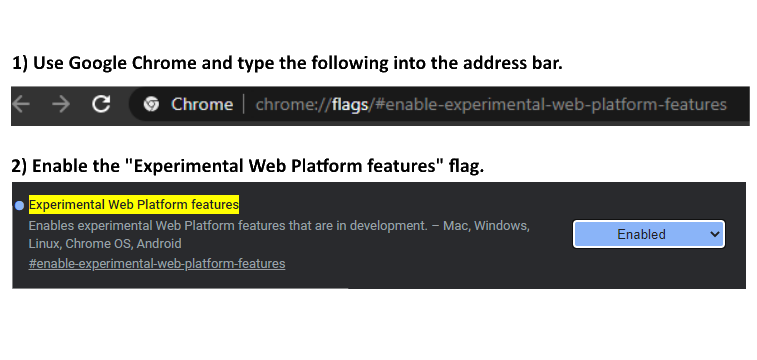 1) Use Google Chrome and type the following into the address bar.
Chrome | chrome://flags/#enable-experimental-web-platform-features
2) Enable the "Experimental Web Platform features" flag.
Experimental Web Platform features
Enables experimental Web Platform features that are in development. – Mac, Windows,
Linux, Chrome OS, Android
Enabled
#enable-experimental-web-platform-features